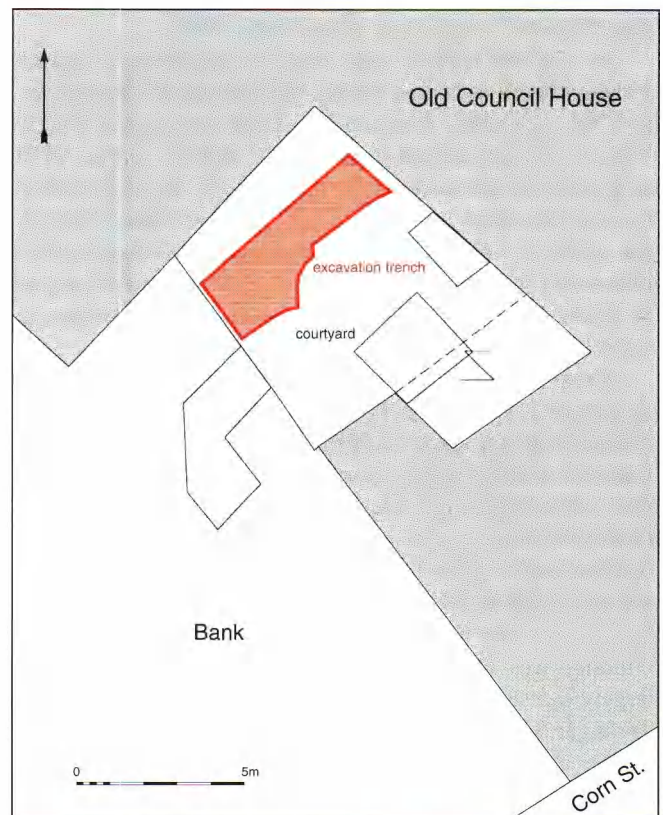 Old Council House
excavation trench
courtyard
Bank
0 5m
Corn St.